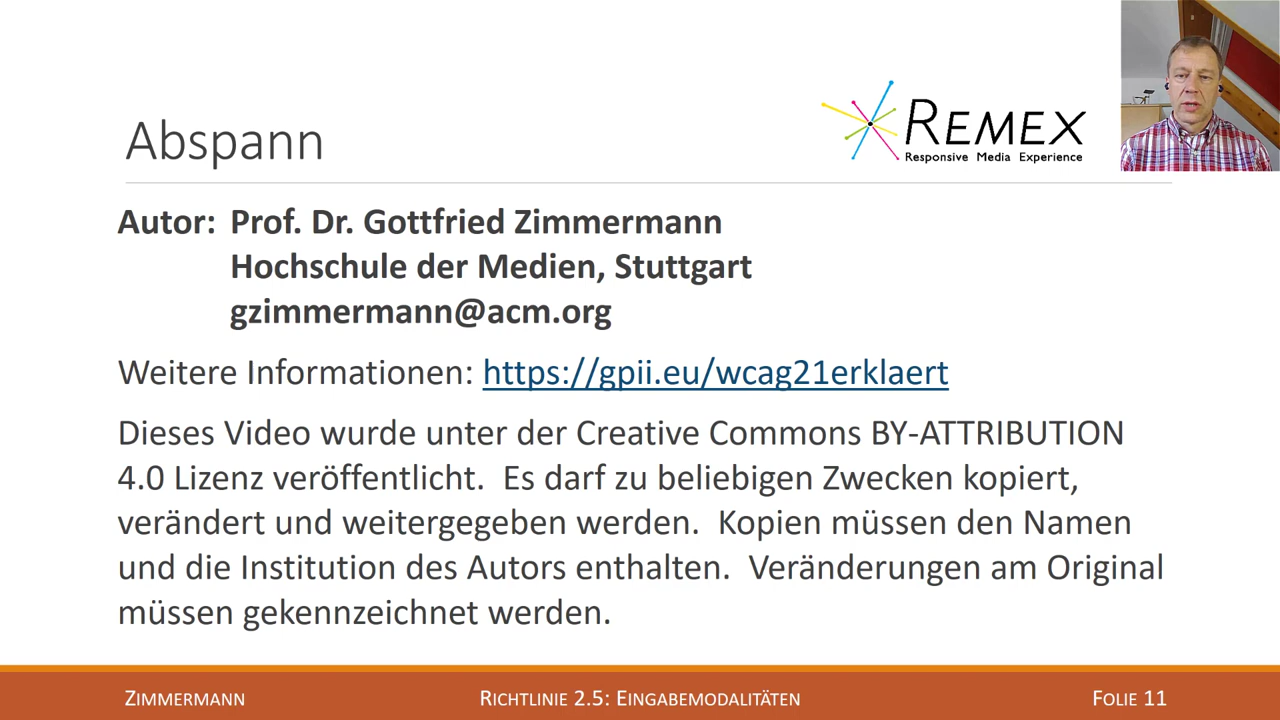 Abspann
REMEX
Responsive Media Experience
Autor: Prof. Dr. Gottfried Zimmermann
Hochschule der Medien, Stuttgart
gzimmermann@acm.org
Weitere Informationen: https://gpii.eu/wcag21erklaert
Dieses Video wurde unter der Creative Commons BY-ATTRIBUTION
4.0 Lizenz veröffentlicht.  Es darf zu beliebigen Zwecken kopiert,
verändert und weitergegeben werden.  Kopien müssen den Namen
und die Institution des Autors enthalten.  Veränderungen am Original
müssen gekennzeichnet werden.
ZIMMERMANN
RICHTLINIE 2.5: EINGABEMODALITÄTEN
FOLIE 11